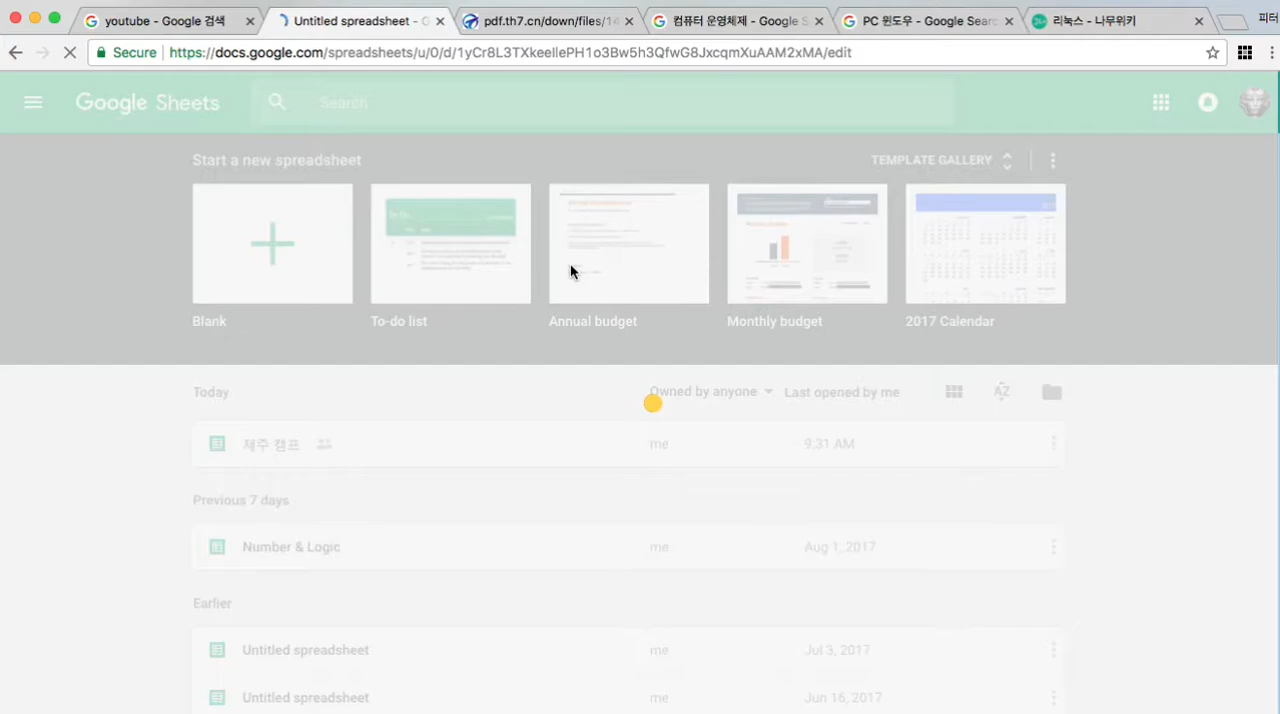 youtube - Google 검색
Untitled spreadsheet - G
pdf.th7.cn/down/files/1
컴퓨터 운영체제 - Google S
PC 윈도우 - Google Sear
리눅스 - 나무위키
피터
Secure
https://docs.google.com/spreadsheets/u/0/d/1yCr8L3TXkeeIlePH1o3Bw5h3QfwG8JxcqmXuAAM2xMA/edit
Google Sheets
Search
Start a new spreadsheet
TEMPLATE GALLERY
Blank
To-do list
Annual budget
Monthly budget
2017 Calendar
Today
Owned by anyone
Last opened by me
AZ
제주 캠프
me
9:31 AM
Previous 7 days
Number & Logic
me
Aug 1, 2017
Earlier
Untitled spreadsheet
me
Jul 3, 2017
Untitled spreadsheet
me
Jun 16, 2017